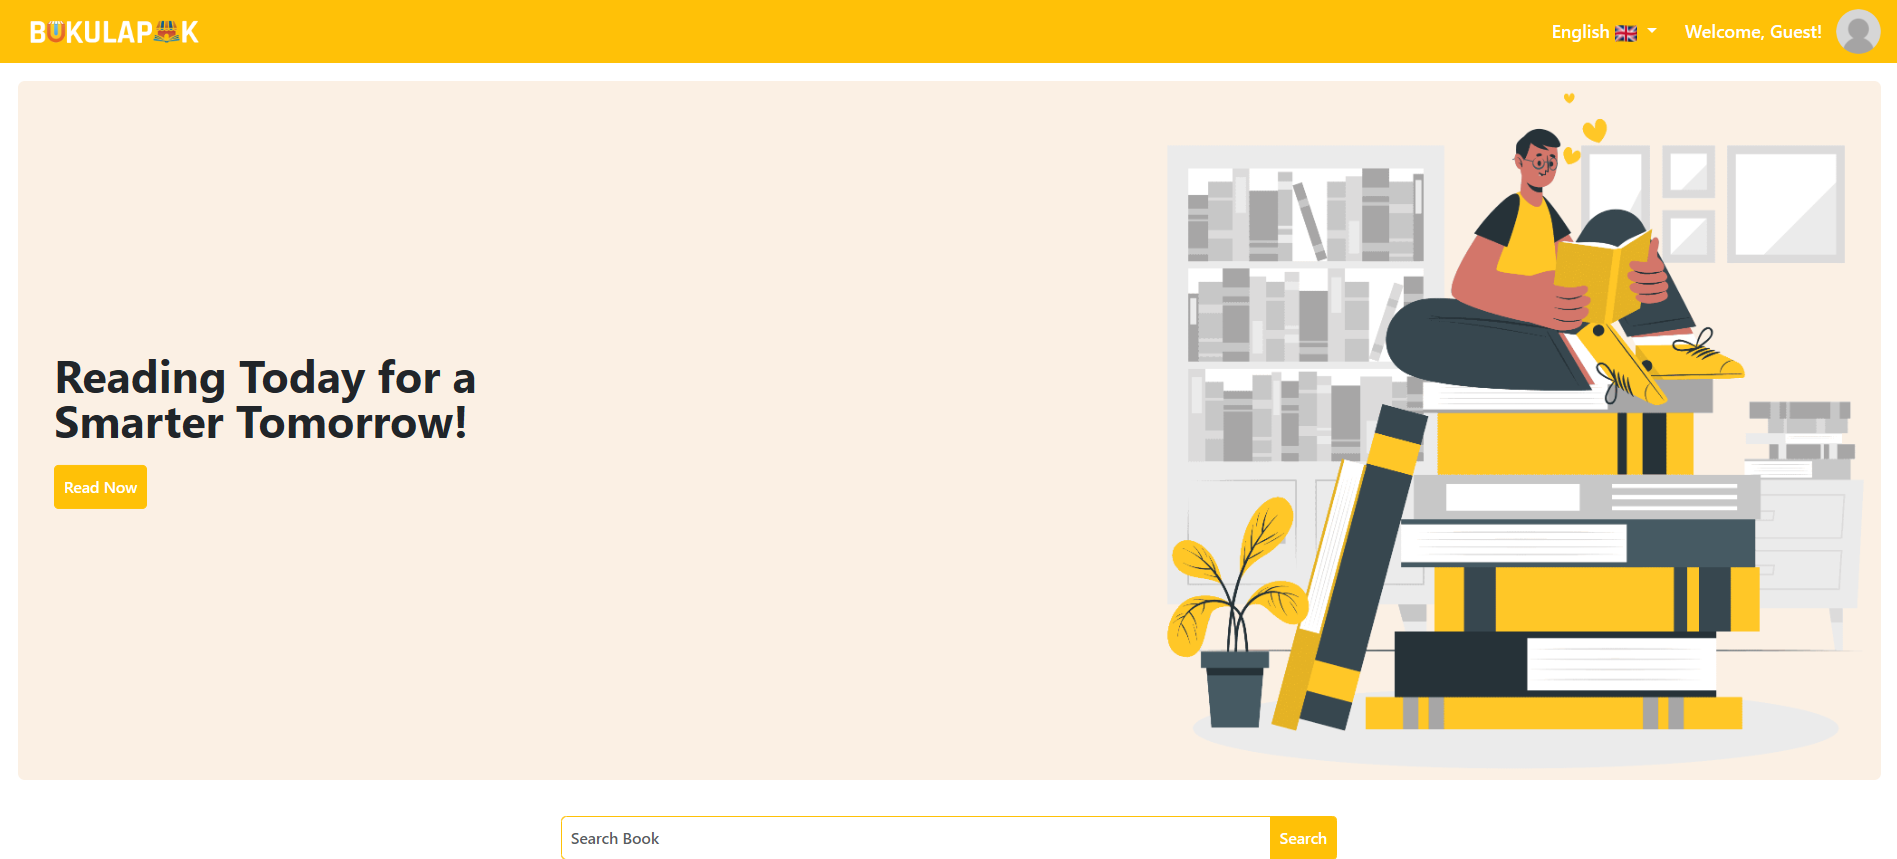 BUKULAPAK
English
Welcome, Guest!
Reading Today for a
Smarter Tomorrow!
Read Now
Search Book
Search